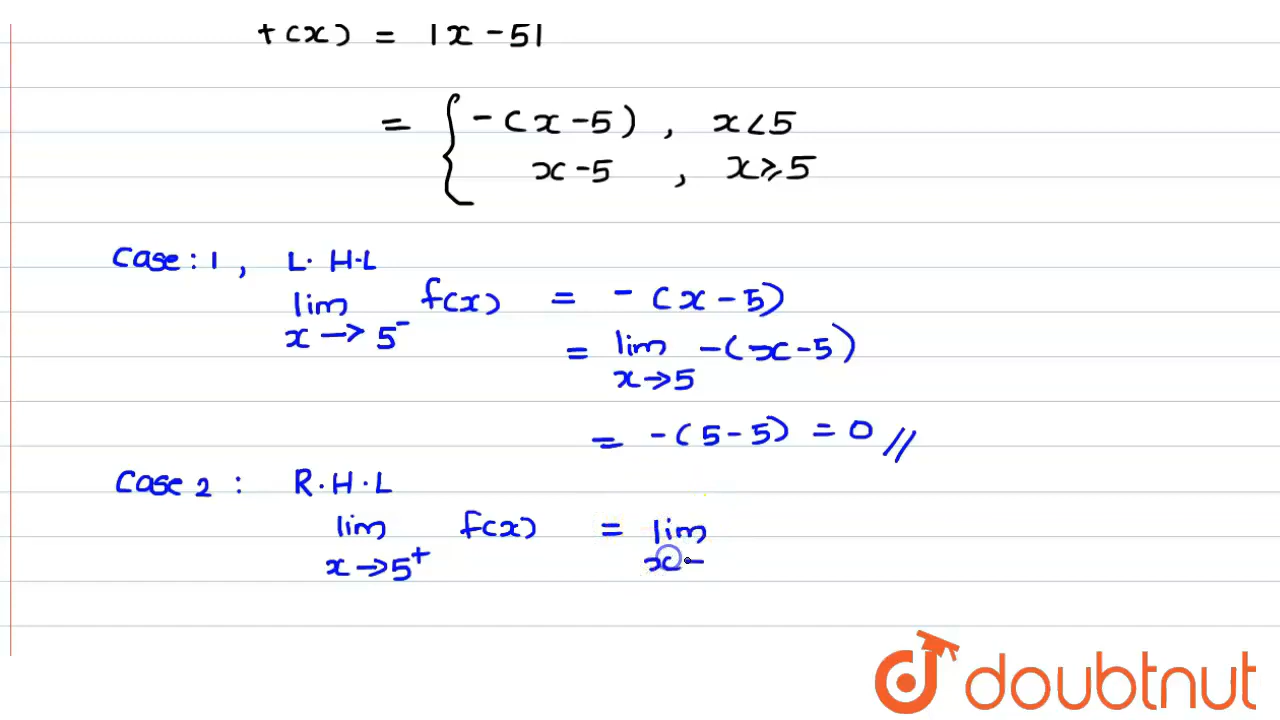 f(x) = |x-5|
= { -(x-5), x<5
x-5, x⩾5
Case:1, L.H.L
lim x→5⁻ f(x) = -(x-5)
= lim x→5 -(x-5)
= -(5-5) = 0 //
Case 2: R.H.L
lim x→5⁺ f(x) = lim x-
doubtnut